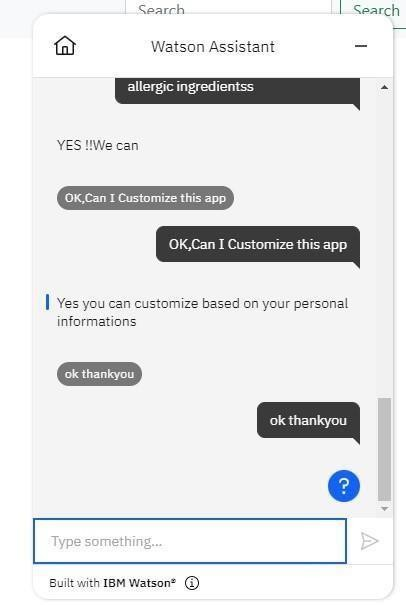 Search
Search
Watson Assistant
allergic ingredientss
YES !!We can
OK,Can I Customize this app
OK,Can I Customize this app
Yes you can customize based on your personal
informations
ok thankyou
ok thankyou
?
Type something...
Built with IBM Watson®